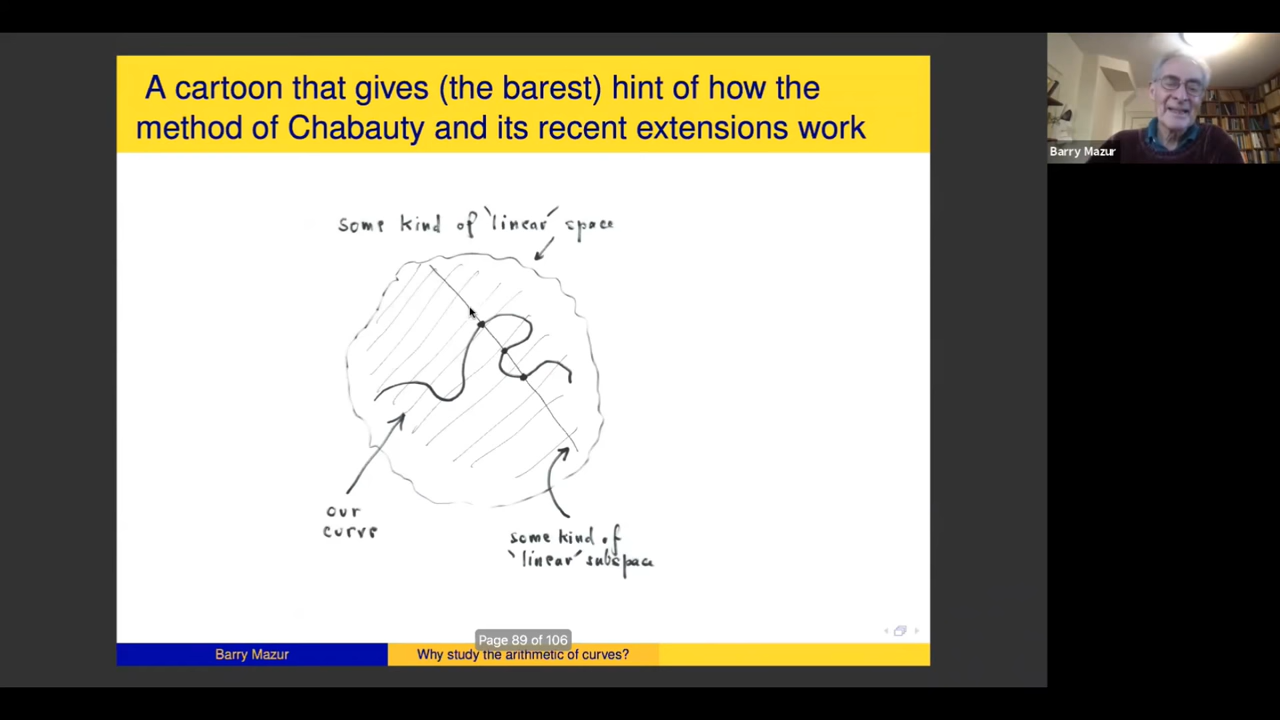 A cartoon that gives (the barest) hint of how the
method of Chabauty and its recent extensions work
Barry Mazur
some kind of `linear´ space
our
curve
some kind of
`linear´ subspace
Page 89 of 106
Barry Mazur
Why study the arithmetic of curves?